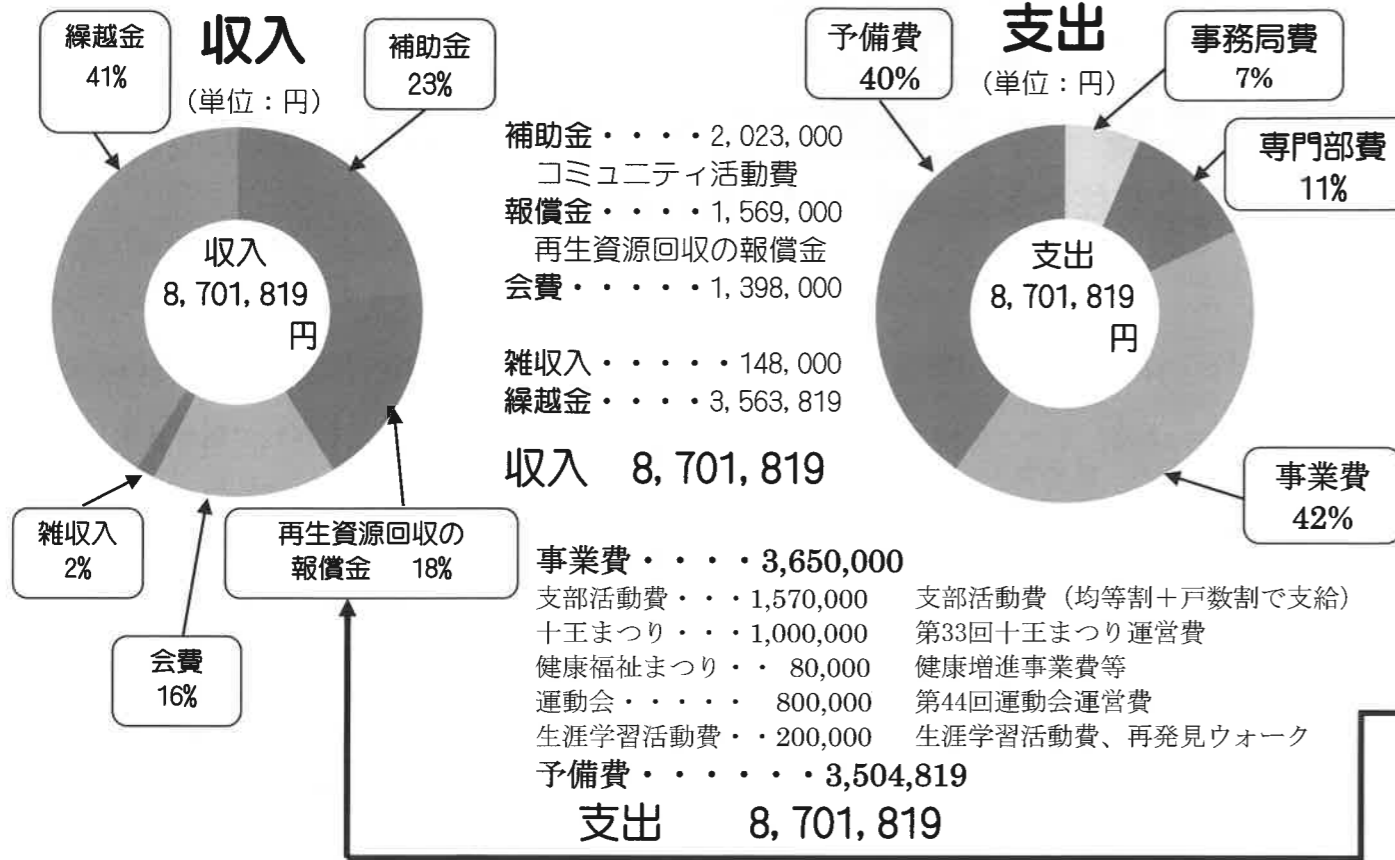 収入
(単位：円)
繰越金
41%
補助金
23%
収入
8,701,819
円
雑収入
2%
会費
16%
再生資源回収の
報償金 18%
補助金・・・・2,023,000
コミュニティ活動費
報償金・・・・1,569,000
再生資源回収の報償金
会費・・・・・1,398,000
雑収入・・・・・148,000
繰越金・・・・3,563,819
収入 8,701,819
支出
(単位：円)
予備費
40%
事務局費
7%
専門部費
11%
支出
8,701,819
円
事業費
42%
事業費・・・・3,650,000
支部活動費・・・1,570,000 支部活動費（均等割＋戸数割で支給）
十王まつり・・・1,000,000 第33回十王まつり運営費
健康福祉まつり・・ 80,000 健康増進事業費等
運動会・・・・・ 800,000 第44回運動会運営費
生涯学習活動費・・200,000 生涯学習活動費、再発見ウォーク
予備費・・・・・・3,504,819
支出 8,701,819